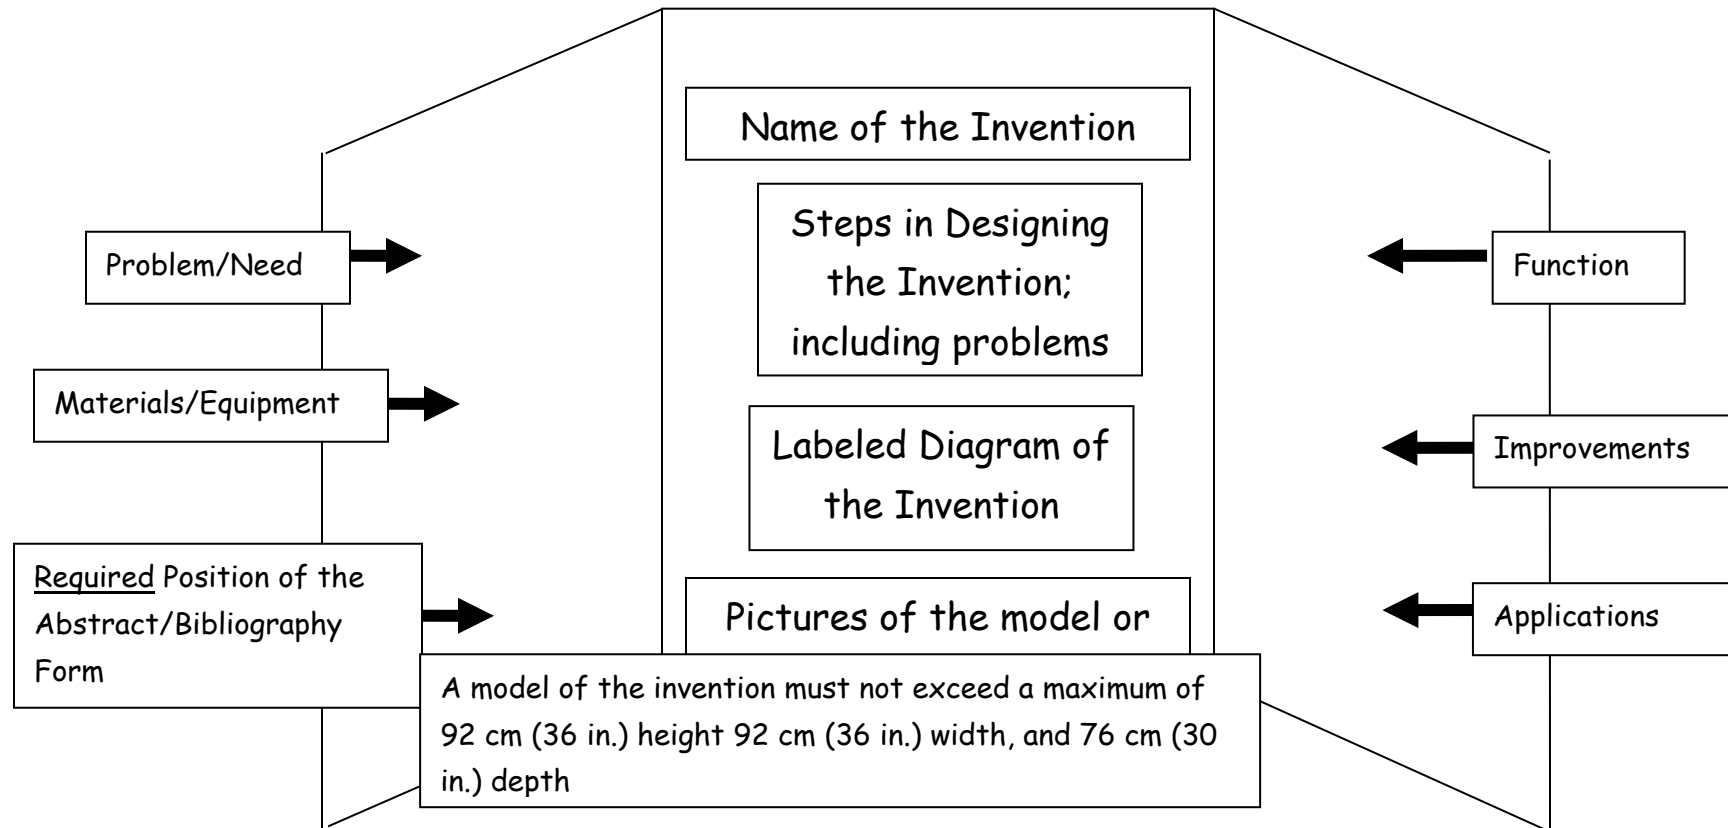 Name of the Invention
Steps in Designing
the Invention;
including problems
Labeled Diagram of
the Invention
Pictures of the model or
Problem/Need
Materials/Equipment
Required Position of the
Abstract/Bibliography
Form
Function
Improvements
Applications
A model of the invention must not exceed a maximum of
92 cm (36 in.) height 92 cm (36 in.) width, and 76 cm (30
in.) depth